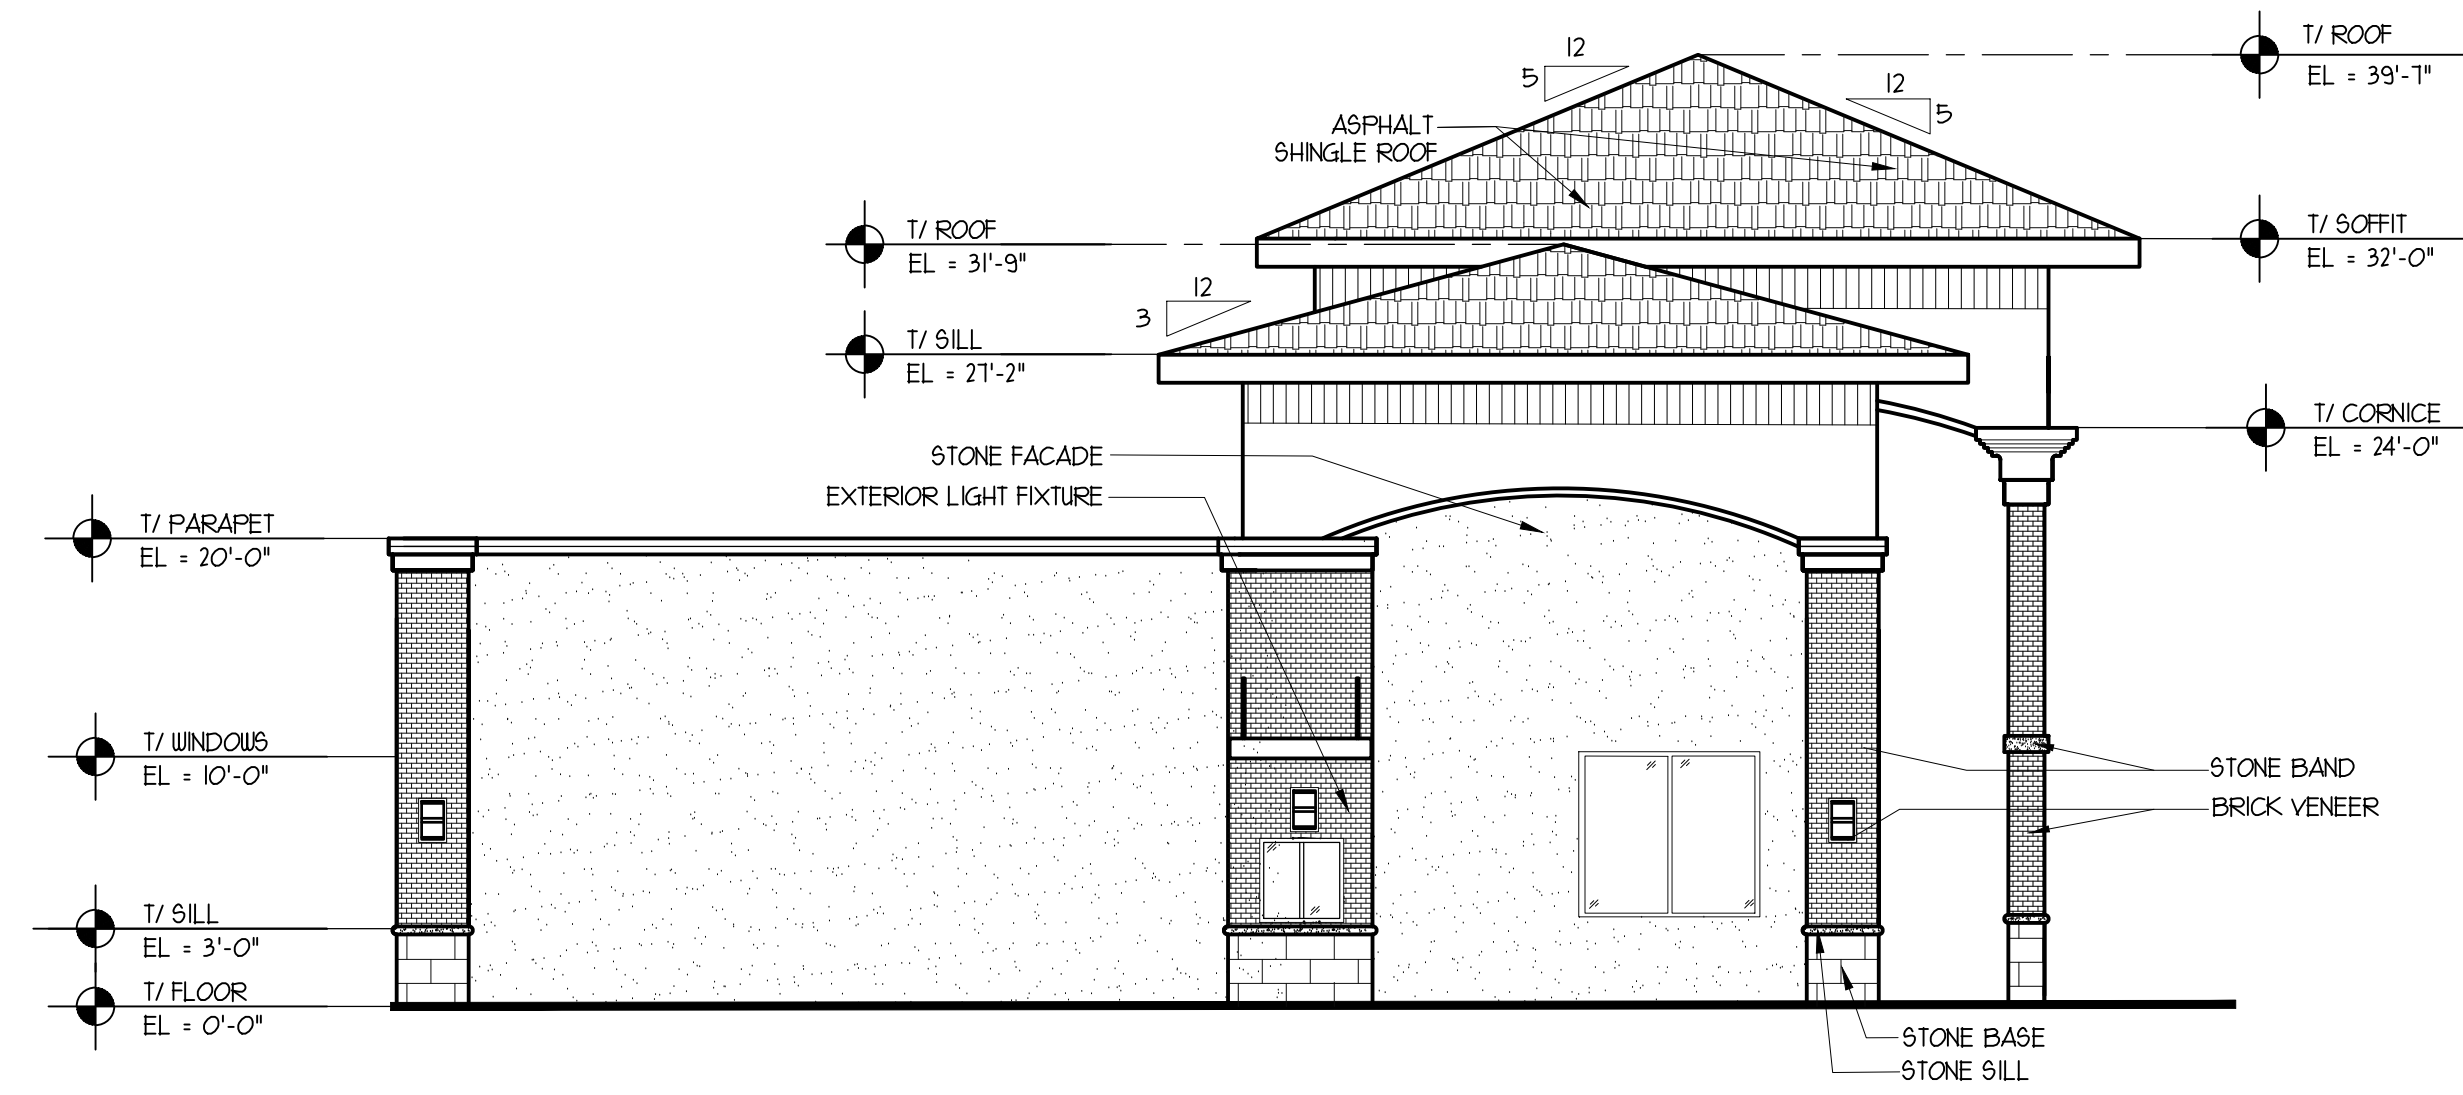 T/ ROOF
EL = 39'-7"
12
5
12
5
ASPHALT
SHINGLE ROOF
T/ ROOF
EL = 31'-9"
T/ SOFFIT
EL = 32'-0"
12
3
T/ SILL
EL = 27'-2"
T/ CORNICE
EL = 24'-0"
STONE FACADE
EXTERIOR LIGHT FIXTURE
T/ PARAPET
EL = 20'-0"
T/ WINDOWS
EL = 10'-0"
STONE BAND
BRICK VENEER
T/ SILL
EL = 3'-0"
T/ FLOOR
EL = 0'-0"
STONE BASE
STONE SILL